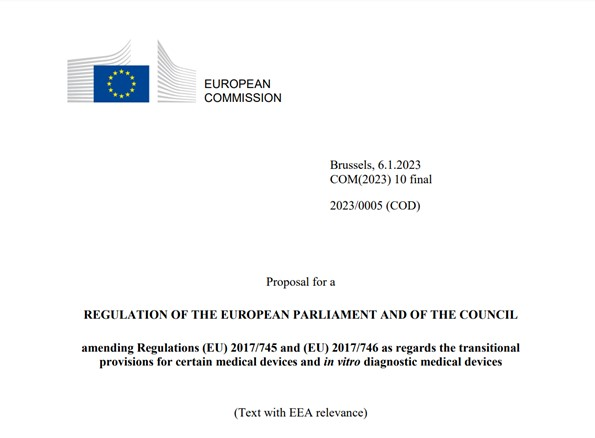 EUROPEAN
COMMISSION
Brussels, 6.1.2023
COM(2023) 10 final
2023/0005 (COD)
Proposal for a
REGULATION OF THE EUROPEAN PARLIAMENT AND OF THE COUNCIL
amending Regulations (EU) 2017/745 and (EU) 2017/746 as regards the transitional
provisions for certain medical devices and in vitro diagnostic medical devices
(Text with EEA relevance)